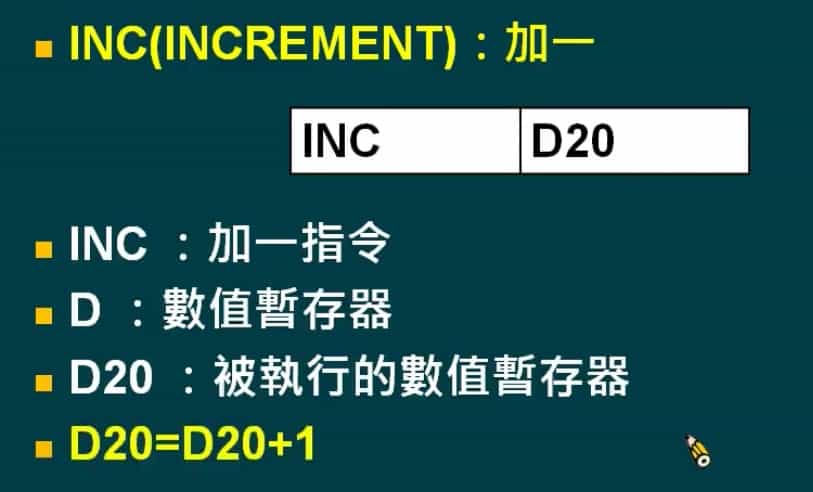 INC(INCREMENT)：加一
INC D20
INC ：加一指令
D ：數值暫存器
D20 ：被執行的數值暫存器
D20=D20+1